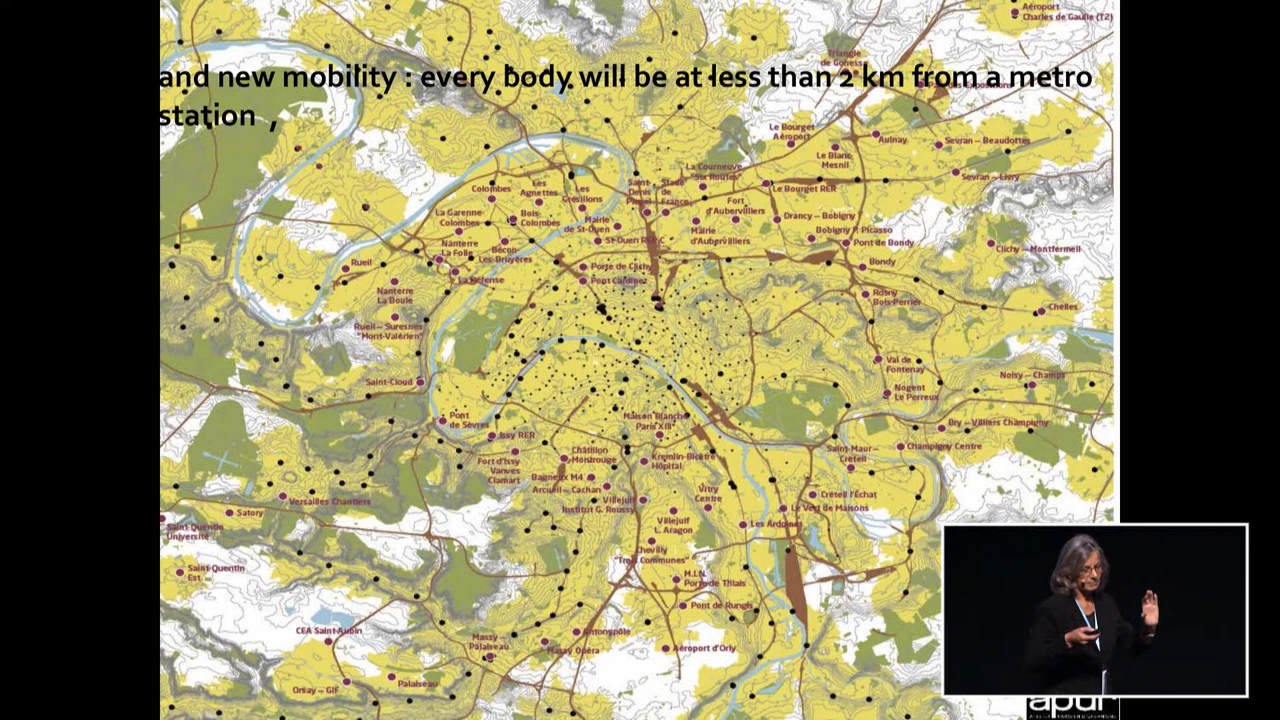 Aéroport
Charles de Gaulle (T2)
Triangle
de Gonesse
and new mobility : every body will be at less than 2 km from a metro
station ,
Le Bourget
Aéroport
Aulnay
Sevran – Beaudottes
Le Blanc
Mesnil
Sevran – Livry
La Courneuve
"Six Routes"
Le Bourget RER
Colombes
Les
Agnettes
Les
Grésillons
Saint
Denis
Pleyel
Stade
de
France
Fort
d'Aubervilliers
Drancy – Bobigny
La Garenne
Colombes
Bois
Colombes
Mairie
de St-Ouen
Mairie
d'Aubervilliers
Bobigny P. Picasso
Pont de Bondy
Clichy – Montfermeil
Nanterre
La Folie
Bécon
Les Bruyères
St Ouen RER C
Rueil
La Défense
Porte de Clichy
Pont Cardinet
Bondy
Nanterre
La Boule
Rosny
Bois Perrier
Chelles
Rueil – Suresnes
"Mont-Valérien"
Val de
Fontenay
Noisy – Champs
Saint-Cloud
Nogent
Le Perreux
Pont
de Sèvres
Issy RER
Maison Blanche
Paris XIII
Bry – Villiers Champigny
Champigny Centre
Saint-Maur –
Créteil
Fort d'Issy
Vanves
Clamart
Châtillon
Montrouge
Kremlin-Bicêtre
Hôpital
Bagneux M4
Arcueil – Cachan
Villejuif
Institut G. Roussy
Vitry
Centre
Créteil l'Échat
Le Vert de Maisons
Versailles Chantiers
Satory
Villejuif
L. Aragon
Les Ardoines
Saint Quentin
Université
Chevilly
"Trois Communes"
Saint Quentin
Est
M.I.N.
Porte de Thiais
Pont de Rungis
CEA Saint-Aubin
Massy –
Palaiseau
Antonypôle
Massy Opéra
Aéroport d'Orly
Orsay – GIF
Palaiseau
apur